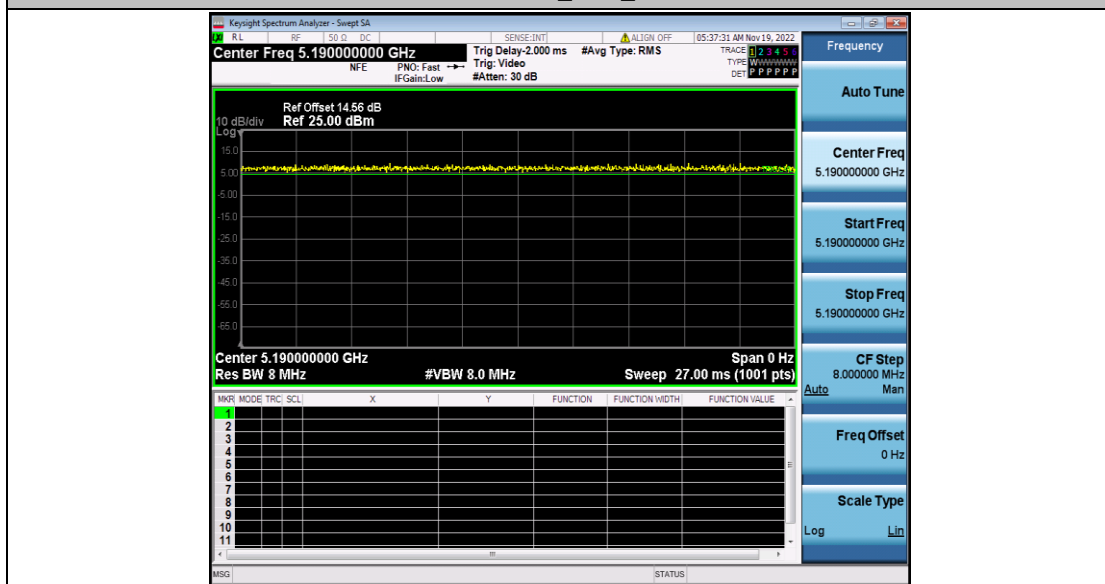 Keysight Spectrum Analyzer - Swept SA
RL RF 50 Ω DC SENSE:INT ALIGN OFF 05:37:31 AM Nov 19, 2022
Center Freq 5.190000000 GHz
NFE PNO: Fast IFGain:Low
Trig Delay-2.000 ms #Avg Type: RMS
Trig: Video
#Atten: 30 dB
TRACE 1 2 3 4 5 6
TYPE WWWWWW
DET P P P P P P
Ref Offset 14.56 dB
10 dB/div Ref 25.00 dBm
Log
15.0
5.00
-5.00
-15.0
-25.0
-35.0
-45.0
-55.0
-65.0
Center 5.190000000 GHz Span 0 Hz
Res BW 8 MHz #VBW 8.0 MHz Sweep 27.00 ms (1001 pts)
MKR MODE TRC SCL X Y FUNCTION FUNCTION WIDTH FUNCTION VALUE
1
2
3
4
5
6
7
8
9
10
11
MSG STATUS
Frequency
Auto Tune
Center Freq
5.190000000 GHz
Start Freq
5.190000000 GHz
Stop Freq
5.190000000 GHz
CF Step
8.000000 MHz
Auto Man
Freq Offset
0 Hz
Scale Type
Log Lin